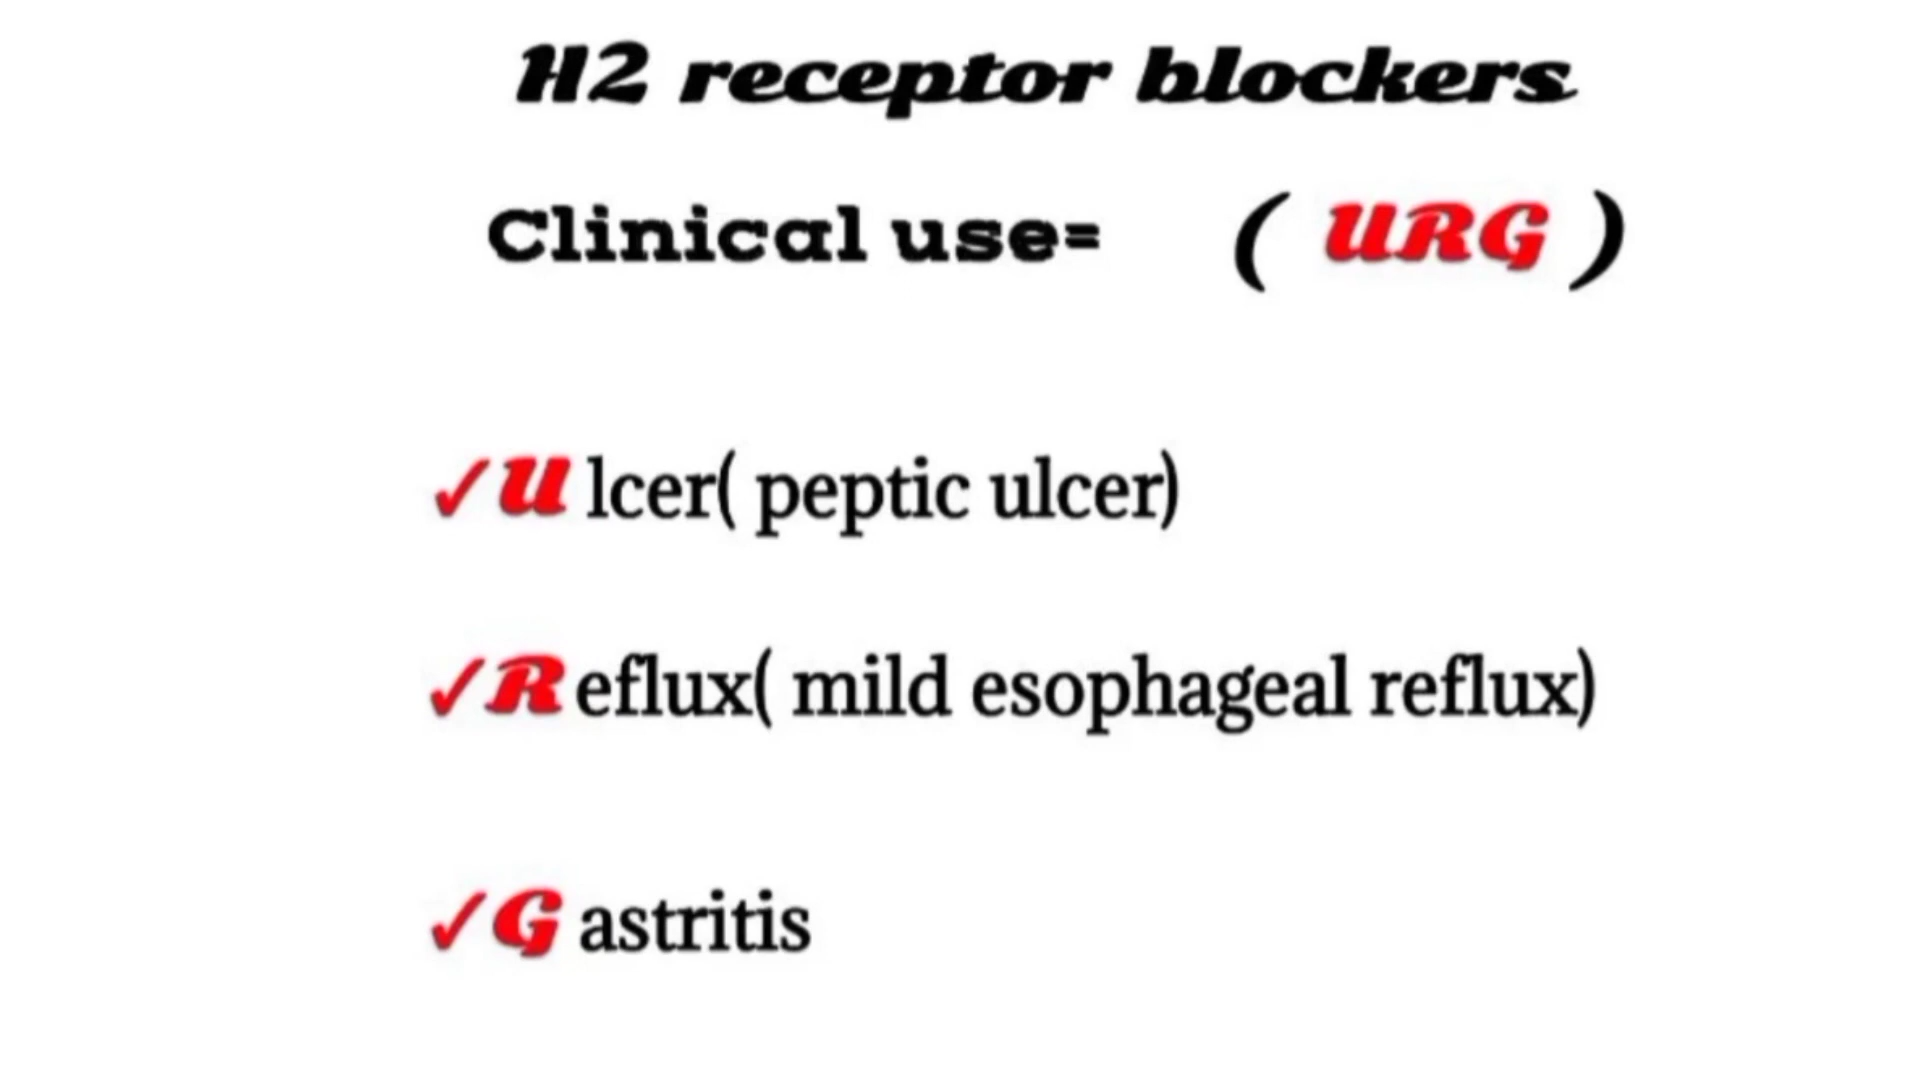 H2 receptor blockers
Clinical use= ( URG )
✓U lcer( peptic ulcer)
✓R eflux( mild esophageal reflux)
✓G astritis